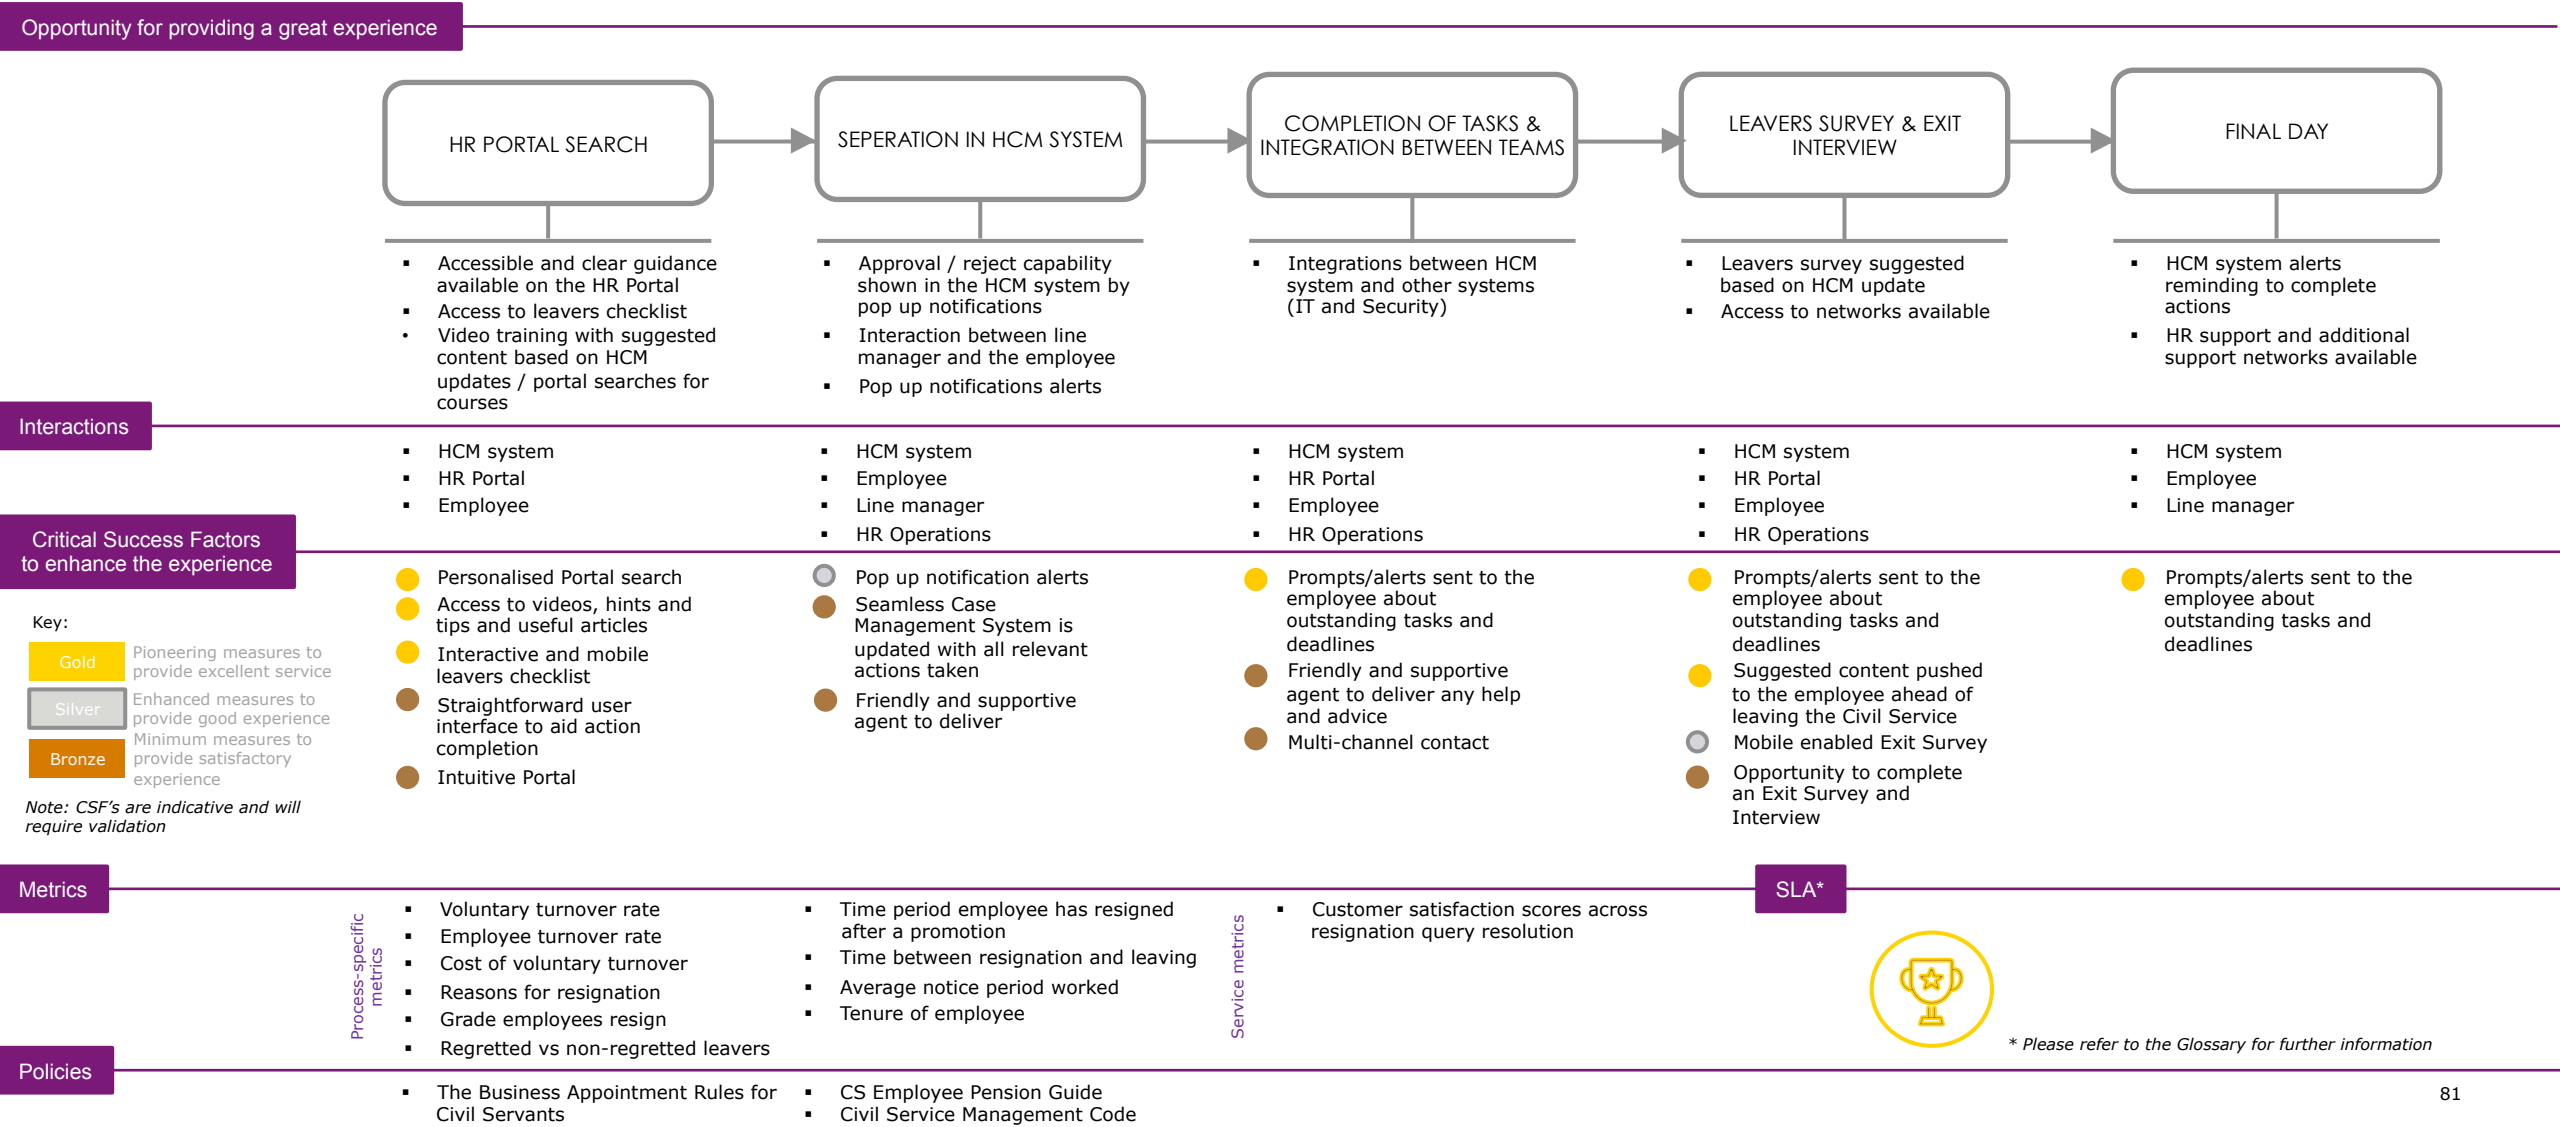 Opportunity for providing a great experience
HR PORTAL SEARCH
SEPERATION IN HCM SYSTEM
COMPLETION OF TASKS &
INTEGRATION BETWEEN TEAMS
LEAVERS SURVEY & EXIT
INTERVIEW
FINAL DAY
▪ Accessible and clear guidance
available on the HR Portal
▪ Access to leavers checklist
• Video training with suggested
content based on HCM
updates / portal searches for
courses
▪ Approval / reject capability
shown in the HCM system by
pop up notifications
▪ Interaction between line
manager and the employee
▪ Pop up notifications alerts
▪ Integrations between HCM
system and other systems
(IT and Security)
▪ Leavers survey suggested
based on HCM update
▪ Access to networks available
▪ HCM system alerts
reminding to complete
actions
▪ HR support and additional
support networks available
Interactions
▪ HCM system
▪ HR Portal
▪ Employee
▪ HCM system
▪ Employee
▪ Line manager
▪ HR Operations
▪ HCM system
▪ HR Portal
▪ Employee
▪ HR Operations
▪ HCM system
▪ HR Portal
▪ Employee
▪ HR Operations
▪ HCM system
▪ Employee
▪ Line manager
Critical Success Factors
to enhance the experience
Key:
Gold
Pioneering measures to
provide excellent service
Silver
Enhanced measures to
provide good experience
Bronze
Minimum measures to
provide satisfactory
experience
Note: CSF’s are indicative and will
require validation
Personalised Portal search
Access to videos, hints and
tips and useful articles
Interactive and mobile
leavers checklist
Straightforward user
interface to aid action
completion
Intuitive Portal
Pop up notification alerts
Seamless Case
Management System is
updated with all relevant
actions taken
Friendly and supportive
agent to deliver
Prompts/alerts sent to the
employee about
outstanding tasks and
deadlines
Friendly and supportive
agent to deliver any help
and advice
Multi-channel contact
Prompts/alerts sent to the
employee about
outstanding tasks and
deadlines
Suggested content pushed
to the employee ahead of
leaving the Civil Service
Mobile enabled Exit Survey
Opportunity to complete
an Exit Survey and
Interview
Prompts/alerts sent to the
employee about
outstanding tasks and
deadlines
Metrics
Process-specific
metrics
▪ Voluntary turnover rate
▪ Employee turnover rate
▪ Cost of voluntary turnover
▪ Reasons for resignation
▪ Grade employees resign
▪ Regretted vs non-regretted leavers
▪ Time period employee has resigned
after a promotion
▪ Time between resignation and leaving
▪ Average notice period worked
▪ Tenure of employee
Service metrics
▪ Customer satisfaction scores across
resignation query resolution
SLA*
* Please refer to the Glossary for further information
Policies
▪ The Business Appointment Rules for
Civil Servants
▪ CS Employee Pension Guide
▪ Civil Service Management Code
81